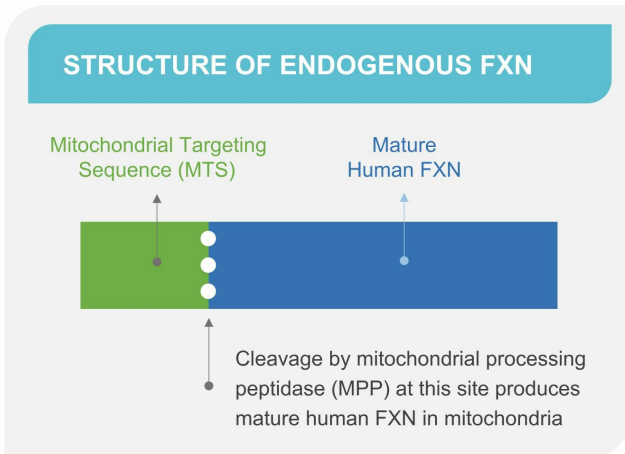 STRUCTURE OF ENDOGENOUS FXN
Mitochondrial Targeting
Sequence (MTS)
Mature
Human FXN
Cleavage by mitochondrial processing
peptidase (MPP) at this site produces
mature human FXN in mitochondria